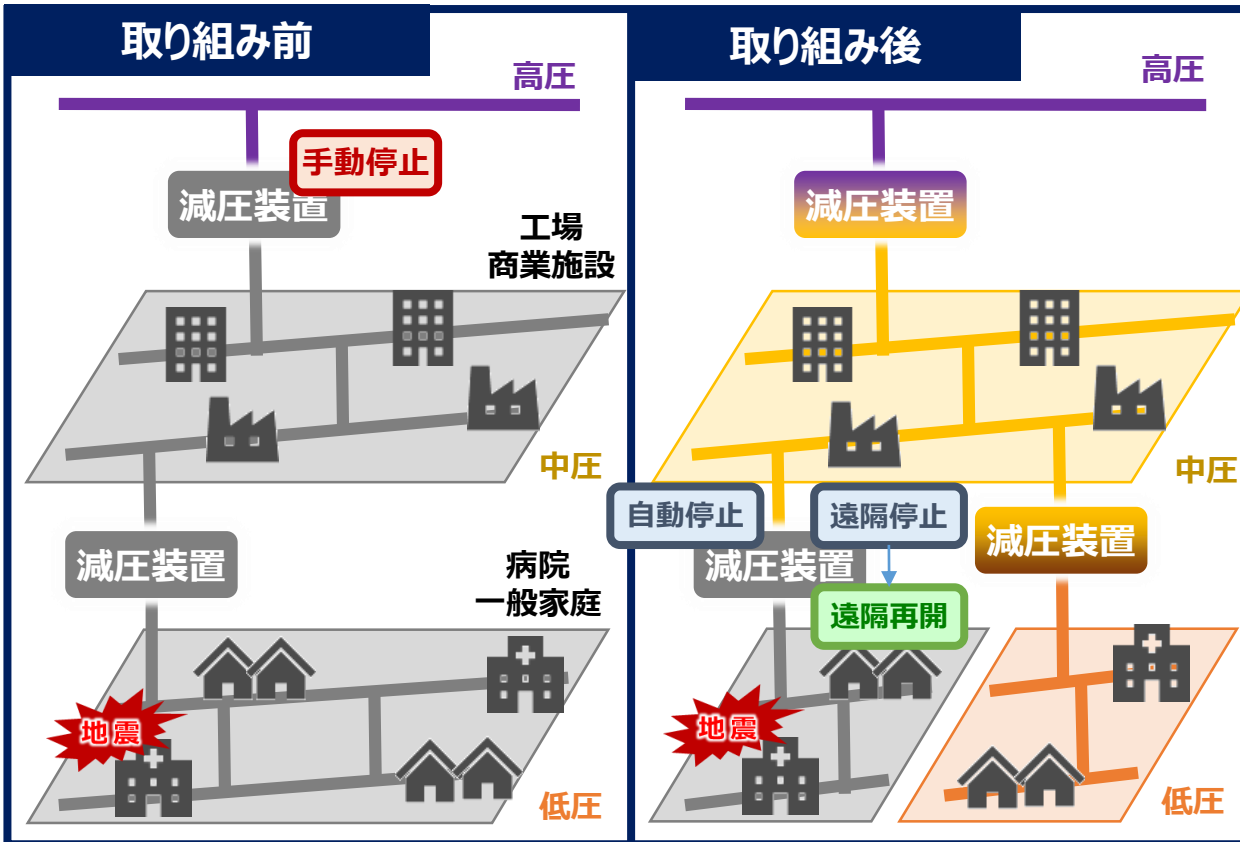 取り組み前
高圧
手動停止
減圧装置
工場
商業施設
中圧
減圧装置
病院
一般家庭
地震
低圧
取り組み後
高圧
減圧装置
中圧
自動停止
遠隔停止
減圧装置
減圧装置
遠隔再開
地震
低圧